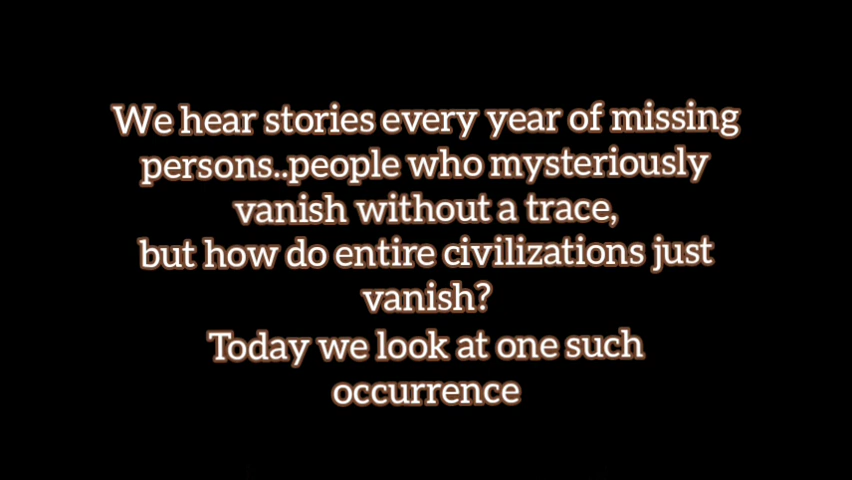 We hear stories every year of missing
persons..people who mysteriously
vanish without a trace,
but how do entire civilizations just
vanish?
Today we look at one such
occurrence